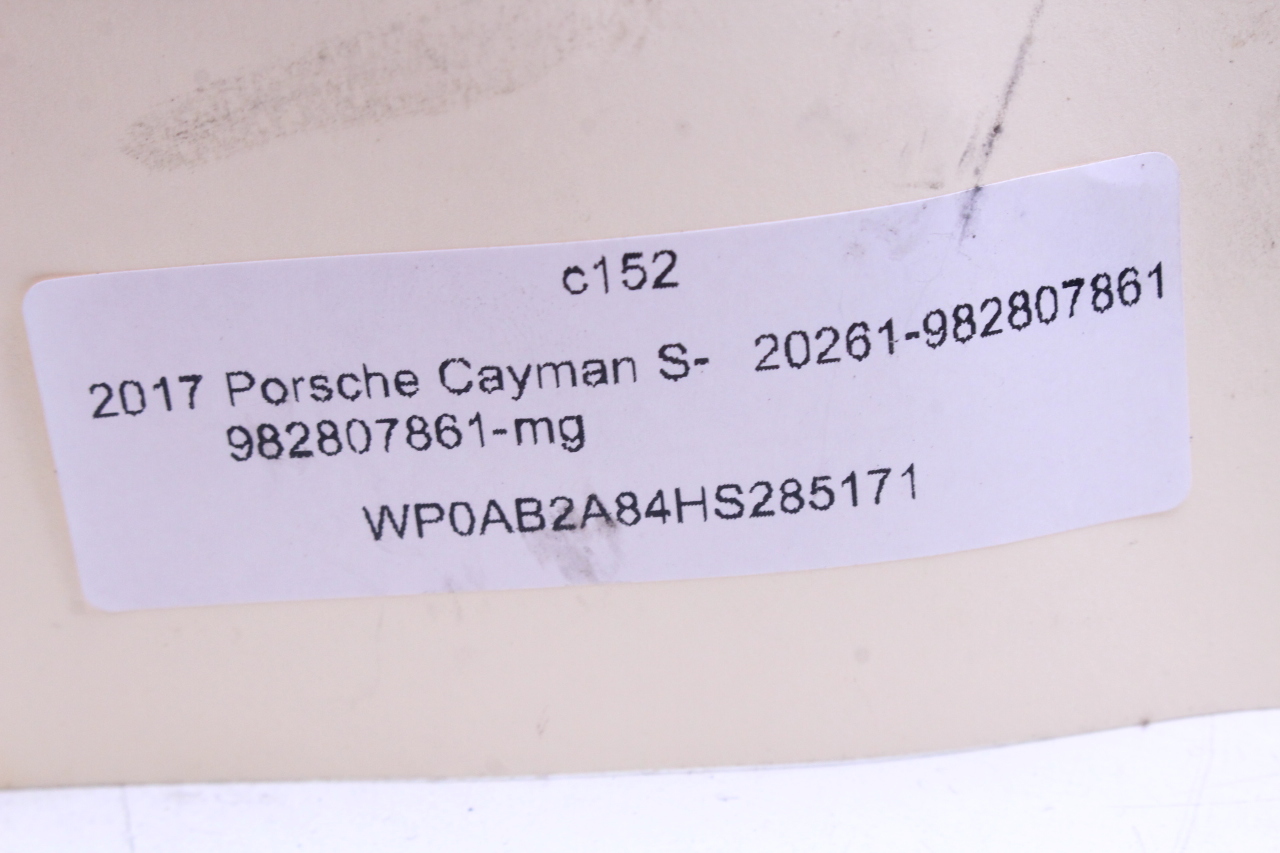 c152
2017 Porsche Cayman S- 20261-982807861
982807861-mg
WP0AB2A84HS285171